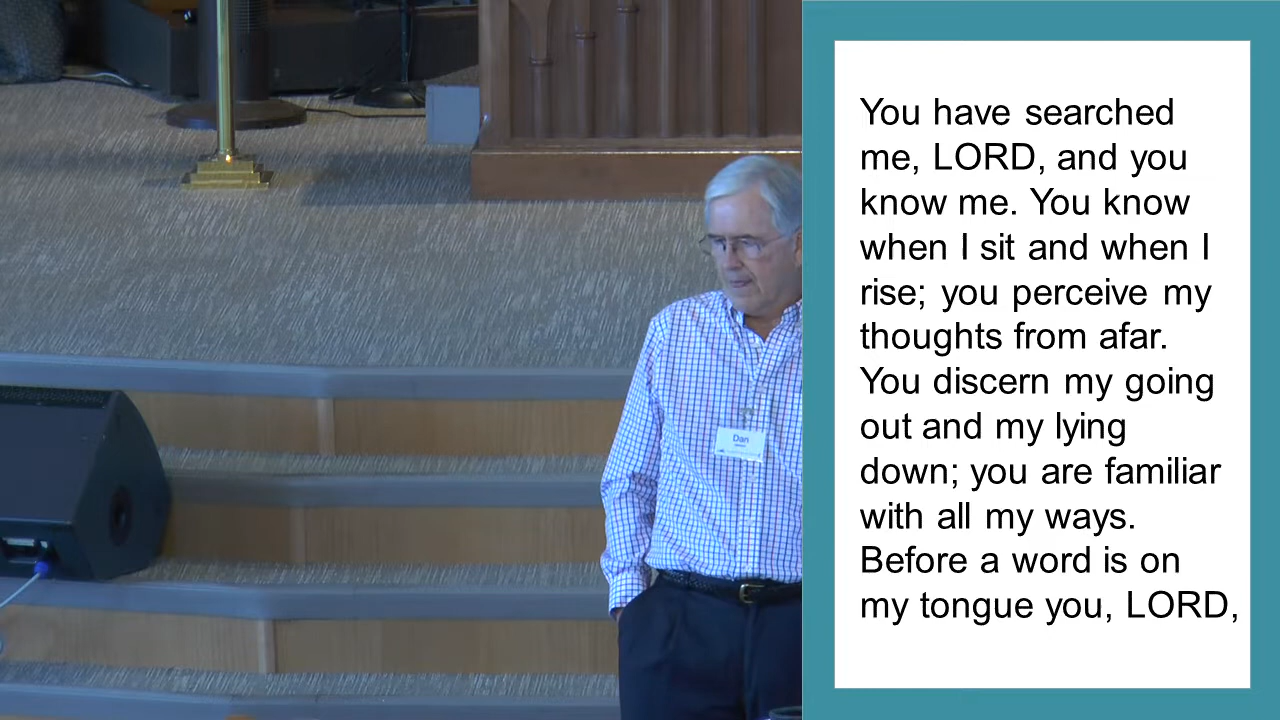 You have searched
me, LORD, and you
know me. You know
when I sit and when I
rise; you perceive my
thoughts from afar.
You discern my going
out and my lying
down; you are familiar
with all my ways.
Before a word is on
my tongue you, LORD,
Dan